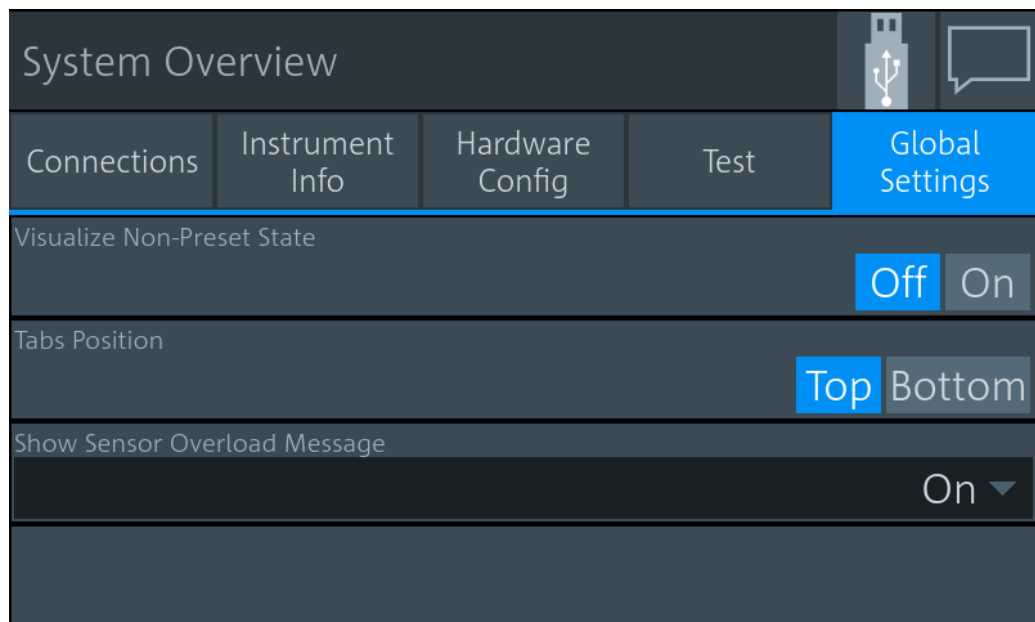 System Overview
Connections
Instrument
Info
Hardware
Config
Test
Global
Settings
Visualize Non-Preset State
Off On
Tabs Position
Top Bottom
Show Sensor Overload Message
On